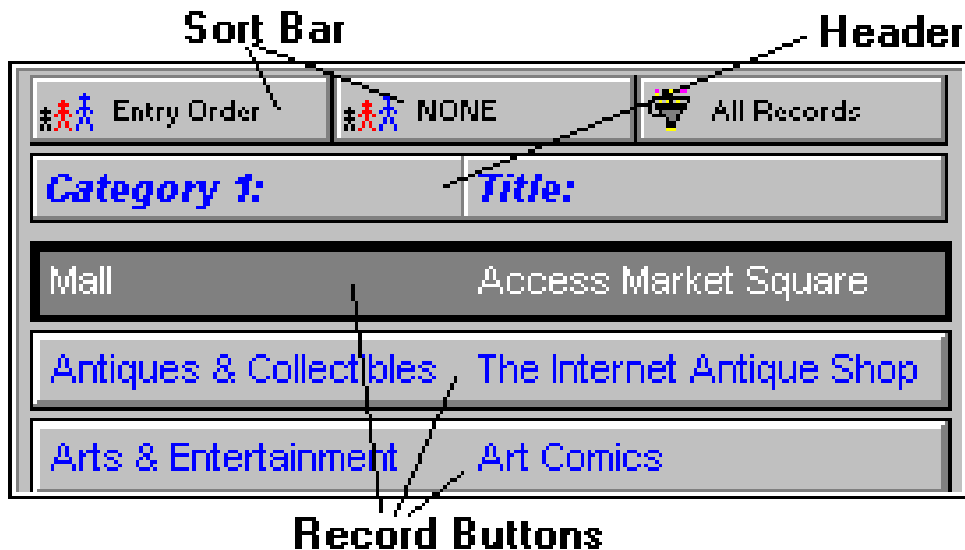 Sort Bar Header
Entry Order NONE All Records
Category 1: Title:
Mall Access Market Square
Antiques & Collectibles The Internet Antique Shop
Arts & Entertainment Art Comics
Record Buttons